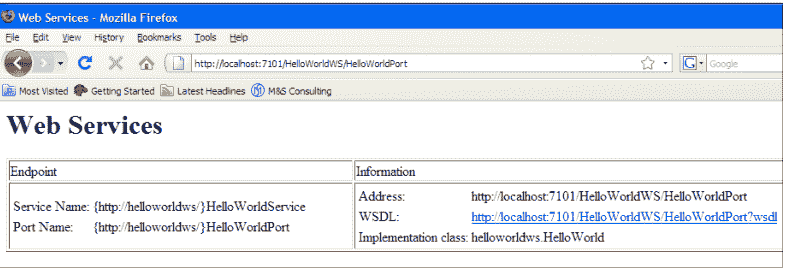 Web Services - Mozilla Firefox
File Edit View History Bookmarks Tools Help
http://localhost:7101/HelloWorldWS/HelloWorldPort
G Google
Most Visited Getting Started Latest Headlines M&S Consulting
Web Services
Endpoint Information
Service Name: {http://helloworldws/}HelloWorldService
Port Name: {http://helloworldws/}HelloWorldPort
Address: http://localhost:7101/HelloWorldWS/HelloWorldPort
WSDL: http://localhost:7101/HelloWorldWS/HelloWorldPort?wsdl
Implementation class: helloworldws.HelloWorld